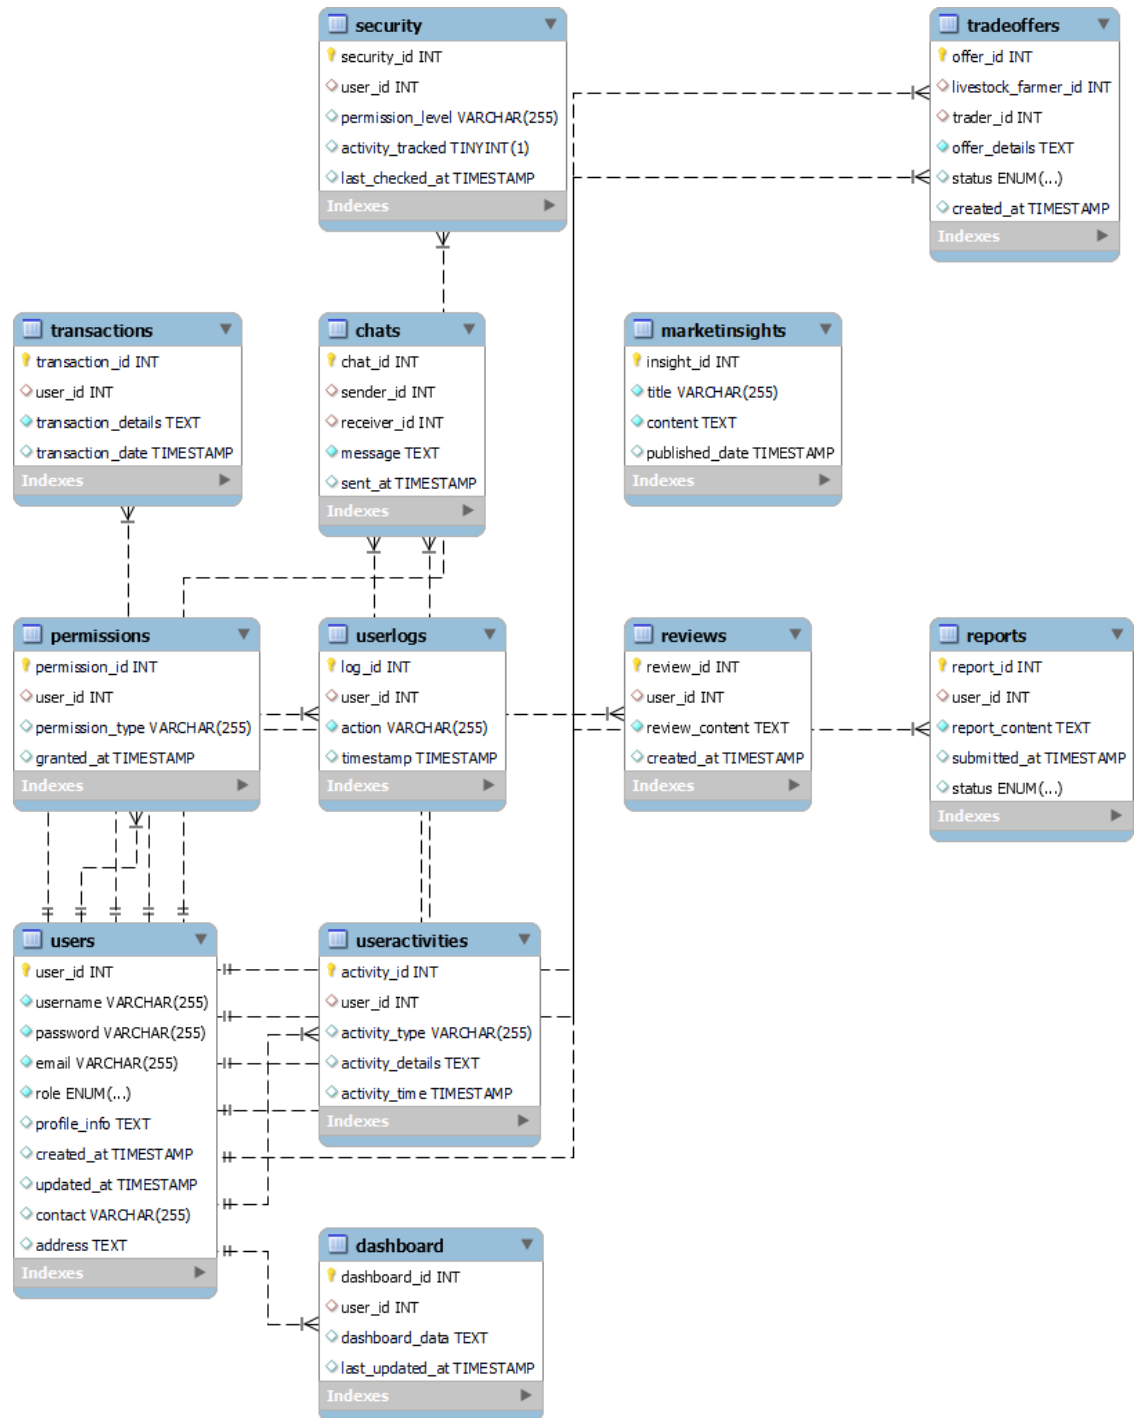 security
security_id INT
user_id INT
permission_level VARCHAR(255)
activity_tracked TINYINT(1)
last_checked_at TIMESTAMP
Indexes
tradeoffers
offer_id INT
livestock_farmer_id INT
trader_id INT
offer_details TEXT
status ENUM(...)
created_at TIMESTAMP
Indexes
transactions
transaction_id INT
user_id INT
transaction_details TEXT
transaction_date TIMESTAMP
Indexes
chats
chat_id INT
sender_id INT
receiver_id INT
message TEXT
sent_at TIMESTAMP
Indexes
marketinsights
insight_id INT
title VARCHAR(255)
content TEXT
published_date TIMESTAMP
Indexes
permissions
permission_id INT
user_id INT
permission_type VARCHAR(255)
granted_at TIMESTAMP
Indexes
userlogs
log_id INT
user_id INT
action VARCHAR(255)
timestamp TIMESTAMP
Indexes
reviews
review_id INT
user_id INT
review_content TEXT
created_at TIMESTAMP
Indexes
reports
report_id INT
user_id INT
report_content TEXT
submitted_at TIMESTAMP
status ENUM(...)
Indexes
users
user_id INT
username VARCHAR(255)
password VARCHAR(255)
email VARCHAR(255)
role ENUM(...)
profile_info TEXT
created_at TIMESTAMP
updated_at TIMESTAMP
contact VARCHAR(255)
address TEXT
Indexes
useractivities
activity_id INT
user_id INT
activity_type VARCHAR(255)
activity_details TEXT
activity_time TIMESTAMP
Indexes
dashboard
dashboard_id INT
user_id INT
dashboard_data TEXT
last_updated_at TIMESTAMP
Indexes